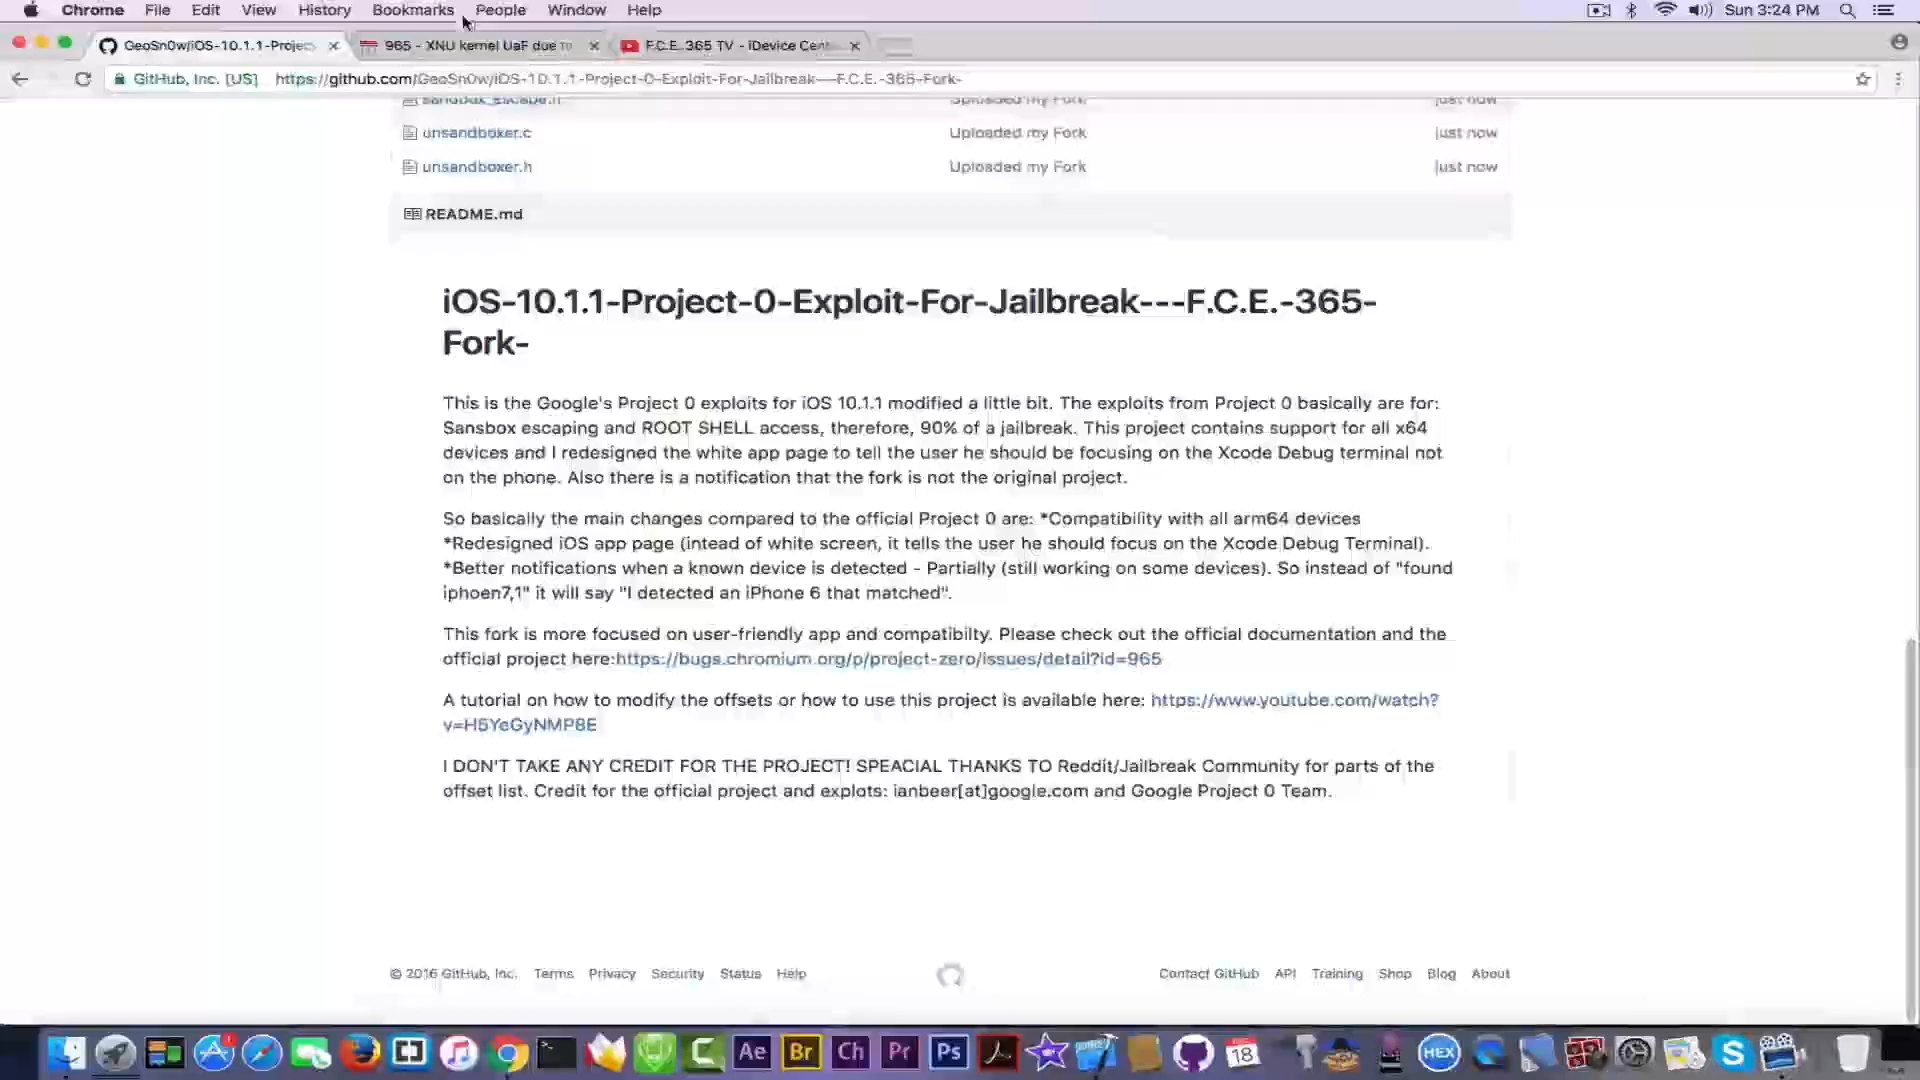 Chrome File Edit View History Bookmarks People Window Help Sun 3:24 PM
GeoSn0w/iOS-10.1.1-Projec 965 - XNU kernel UaF due to F.C.E. 365 TV - iDevice Cent
GitHub, Inc. [US] https://github.com/GeoSn0w/iOS-10.1.1-Project-0-Exploit-For-Jailbreak---F.C.E.-365-Fork-
sandbox_escape.h Uploaded my Fork just now
unsandboxer.c Uploaded my Fork just now
unsandboxer.h Uploaded my Fork just now
README.md
iOS-10.1.1-Project-0-Exploit-For-Jailbreak---F.C.E.-365-
Fork-
This is the Google's Project 0 exploits for iOS 10.1.1 modified a little bit. The exploits from Project 0 basically are for:
Sansbox escaping and ROOT SHELL access, therefore, 90% of a jailbreak. This project contains support for all x64
devices and I redesigned the white app page to tell the user he should be focusing on the Xcode Debug terminal not
on the phone. Also there is a notification that the fork is not the original project.
So basically the main changes compared to the official Project 0 are: *Compatibility with all arm64 devices
*Redesigned iOS app page (intead of white screen, it tells the user he should focus on the Xcode Debug Terminal).
*Better notifications when a known device is detected - Partially (still working on some devices). So instead of "found
iphoen7,1" it will say "I detected an iPhone 6 that matched".
This fork is more focused on user-friendly app and compatibilty. Please check out the official documentation and the
official project here:https://bugs.chromium.org/p/project-zero/issues/detail?id=965
A tutorial on how to modify the offsets or how to use this project is available here: https://www.youtube.com/watch?
v=H5YeGyNMP8E
I DON'T TAKE ANY CREDIT FOR THE PROJECT! SPEACIAL THANKS TO Reddit/Jailbreak Community for parts of the
offset list. Credit for the official project and explots: ianbeer[at]google.com and Google Project 0 Team.
© 2016 GitHub, Inc. Terms Privacy Security Status Help Contact GitHub API Training Shop Blog About
Ae Br Ch Pr Ps 18 HEX